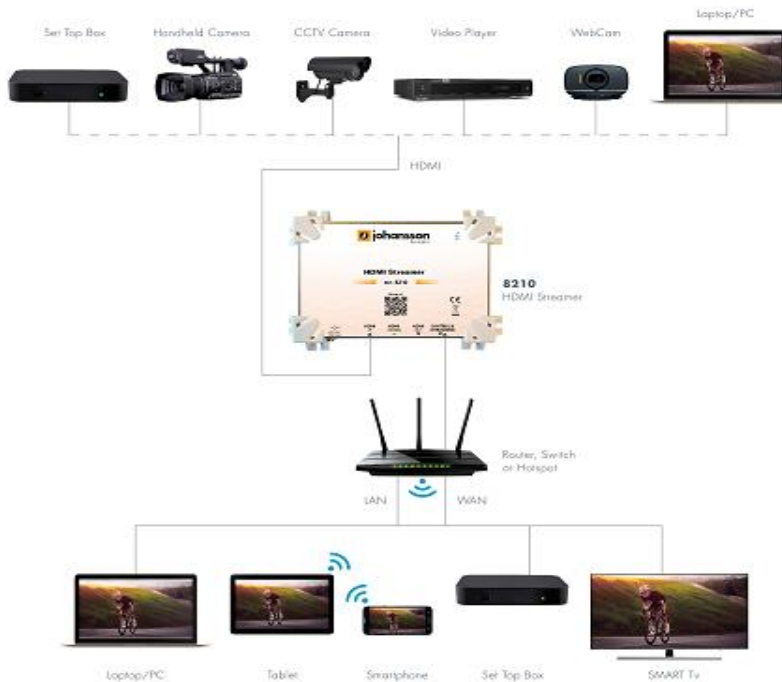 Set Top Box
Handheld Camera
CCTV Camera
Video Player
WebCam
Laptop/PC
HDMI
johansson
HDMI Streamer
8210
HDMI Streamer
Router, Switch
or Hotspot
LAN
WAN
Laptop/PC
Tablet
Smartphone
Set Top Box
SMART Tv